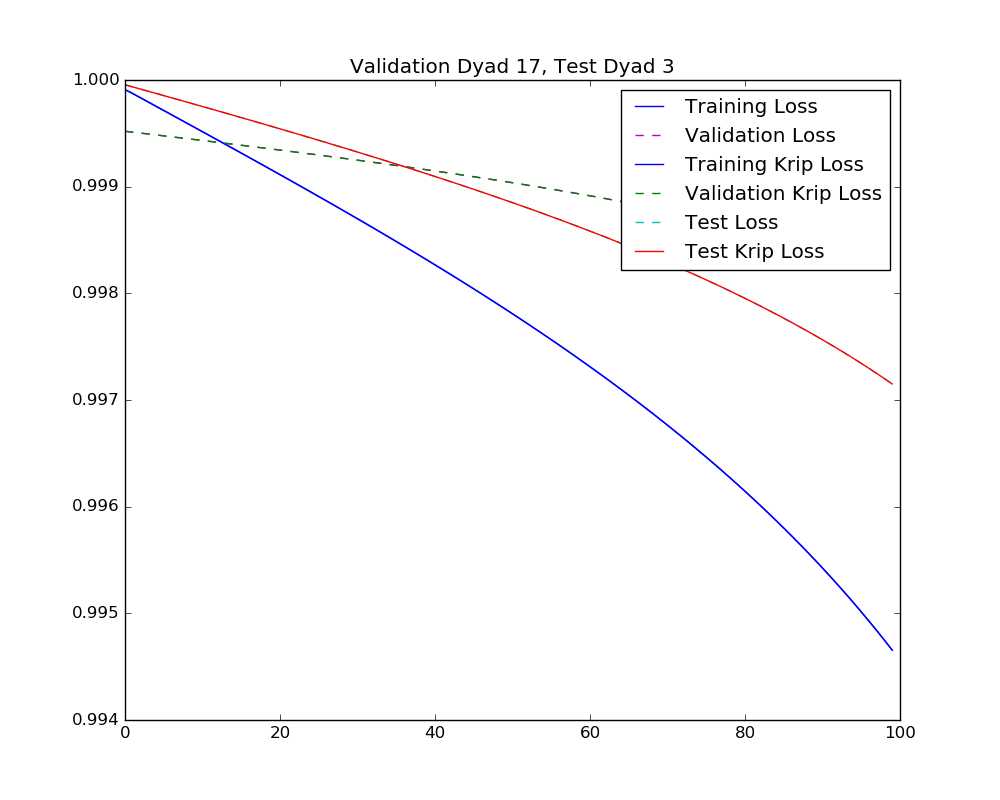 Validation Dyad 17, Test Dyad 3
1.000
0.999
0.998
0.997
0.996
0.995
0.994
Training Loss
Validation Loss
Training Krip Loss
Validation Krip Loss
Test Loss
Test Krip Loss
0 20 40 60 80 100